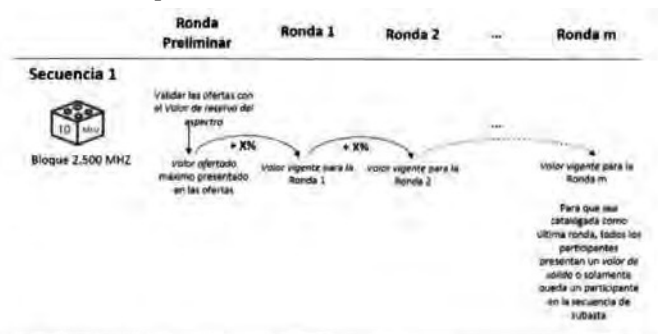 Ronda Preliminar
Ronda 1
Ronda 2
...
Ronda m
Secuencia 1
10 MHz
Bloque 2.500 MHZ
Validar las ofertas con
el Valor de reserva del
espectro
+ X%
+ X%
...
valor ofertado
máximo presentado
en las ofertas
Valor vigente para la
Ronda 1
valor vigente para la
Ronda 2
Valor vigente para la
Ronda m
Para que sea
catalogada como
última ronda, todos los
participantes
presentan un valor de
salida o solamente
queda un participante
en la secuencia de
subasta